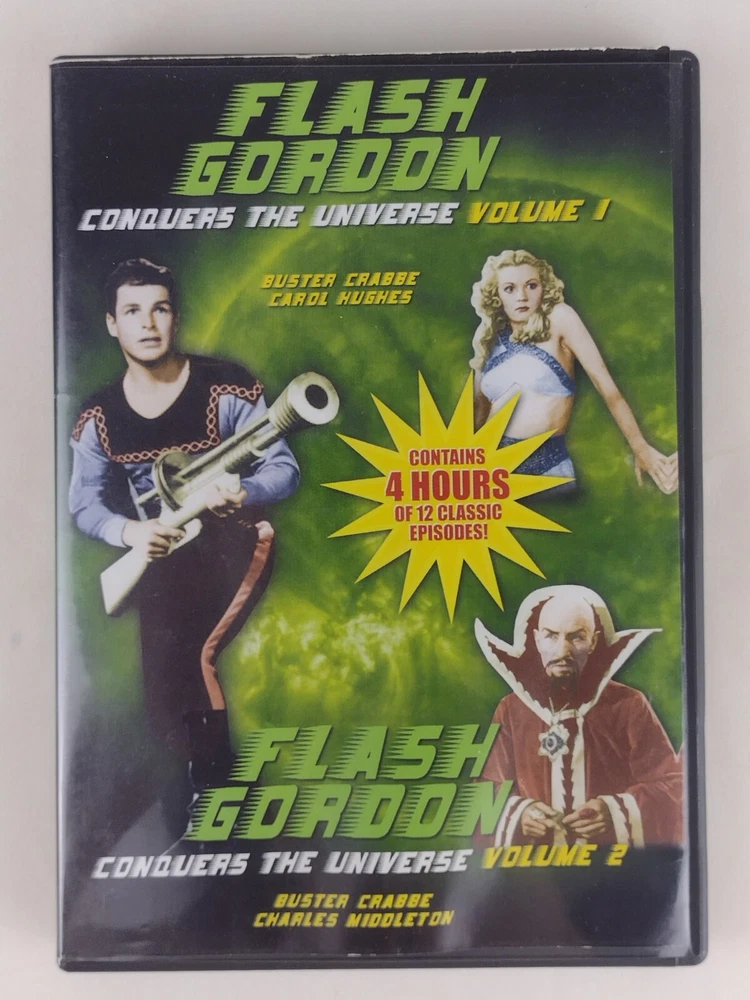 FLASH
GORDON
CONQUERS THE UNIVERSE VOLUME 1
BUSTER CRABBE
CAROL HUGHES
CONTAINS
4 HOURS
OF 12 CLASSIC
EPISODES!
FLASH
GORDON
CONQUERS THE UNIVERSE VOLUME 2
BUSTER CRABBE
CHARLES MIDDLETON